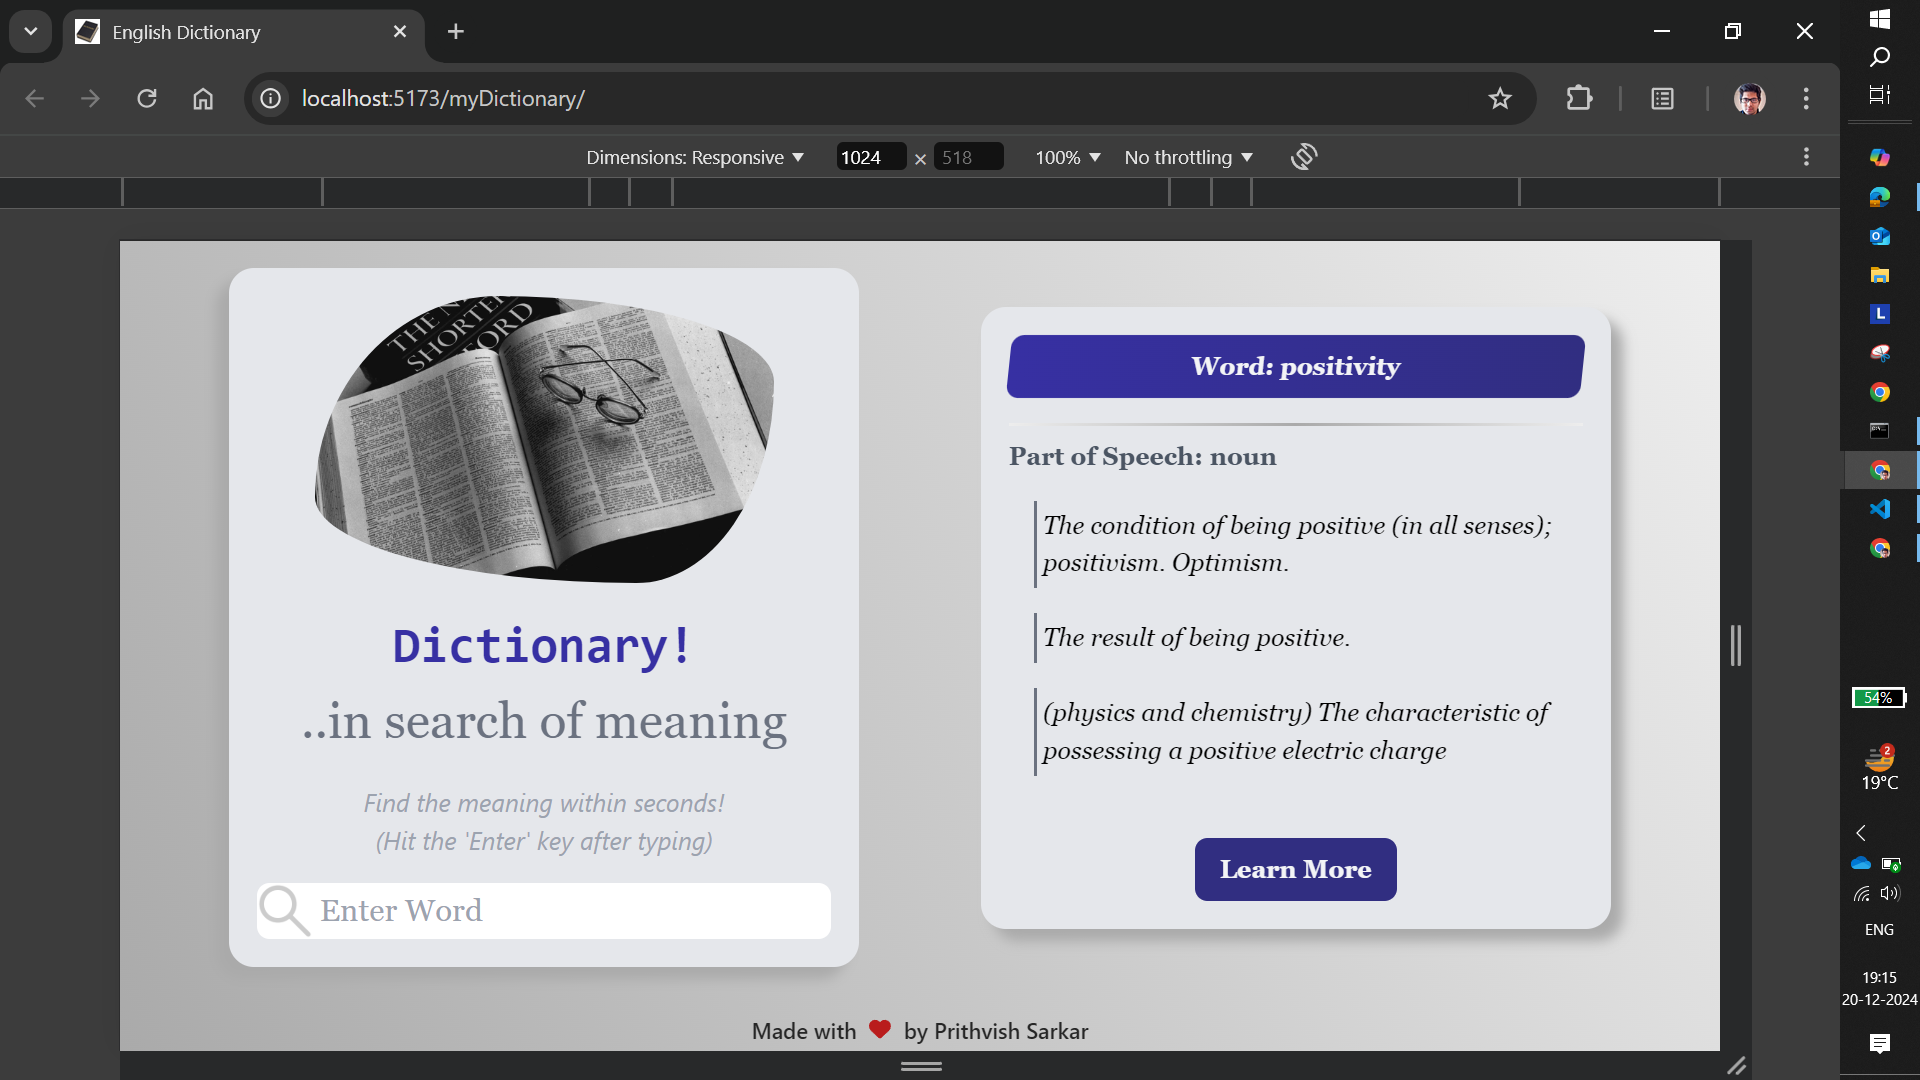 English Dictionary
localhost:5173/myDictionary/
Dimensions: Responsive
1024 × 518
100%
No throttling
THE N
SHORTE
FORD
Dictionary!
..in search of meaning
Find the meaning within seconds!
(Hit the 'Enter' key after typing)
Enter Word
Word: positivity
Part of Speech: noun
The condition of being positive (in all senses);
positivism. Optimism.
The result of being positive.
(physics and chemistry) The characteristic of
possessing a positive electric charge
Learn More
Made with ❤ by Prithvish Sarkar
L
54%
2
19°C
ENG
19:15
20-12-2024